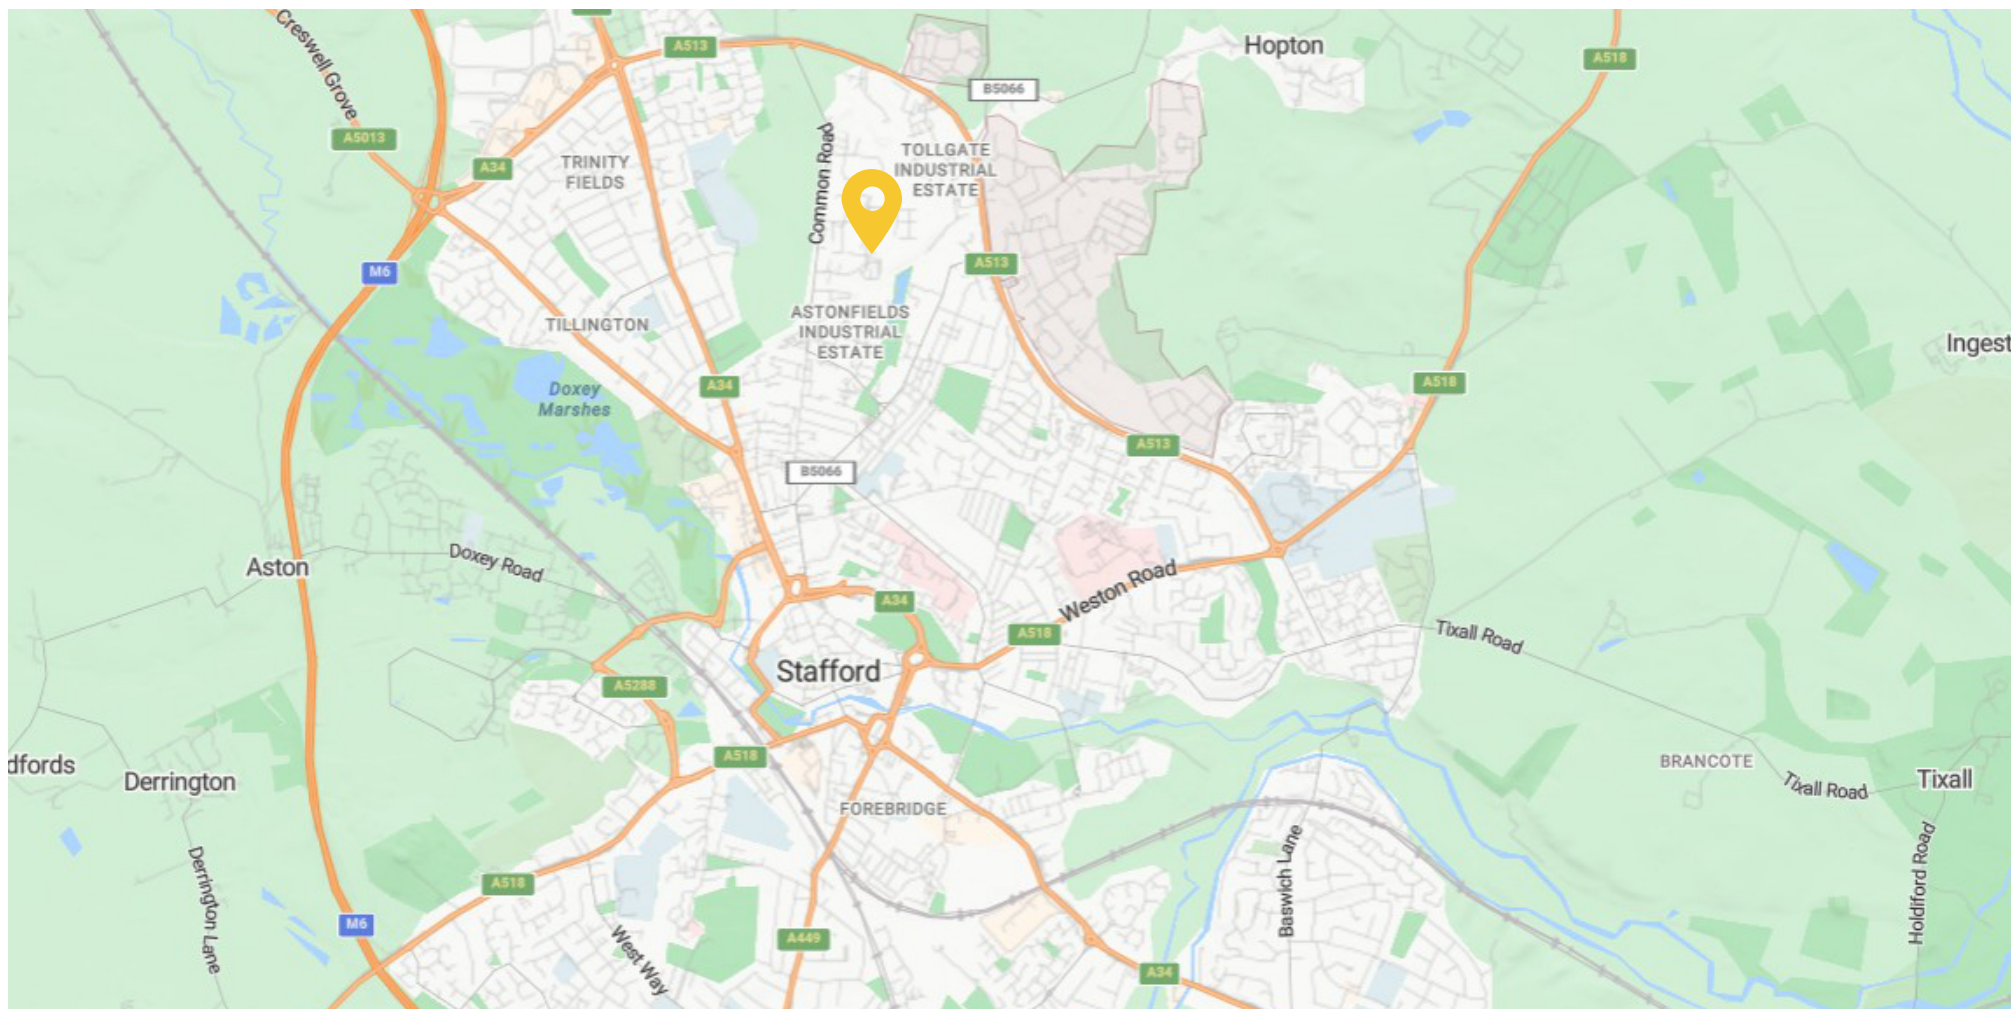 Creswell Grove
A513
Hopton
A518
B5066
A5013
A34
TRINITY
FIELDS
Common Road
TOLLGATE
INDUSTRIAL
ESTATE
M6
A513
ASTONFIELDS
INDUSTRIAL
ESTATE
TILLINGTON
Ingest
Doxey
Marshes
A34
A518
A513
B5066
Aston
Doxey Road
Weston Road
A34
A518
Tixall Road
Stafford
A5288
A518
dfords
Derrington
BRANCOTE
Tixall Road
Tixall
FOREBRIDGE
Derrington Lane
A518
Baswich Lane
Holdiford Road
M6
West Way
A449
A34